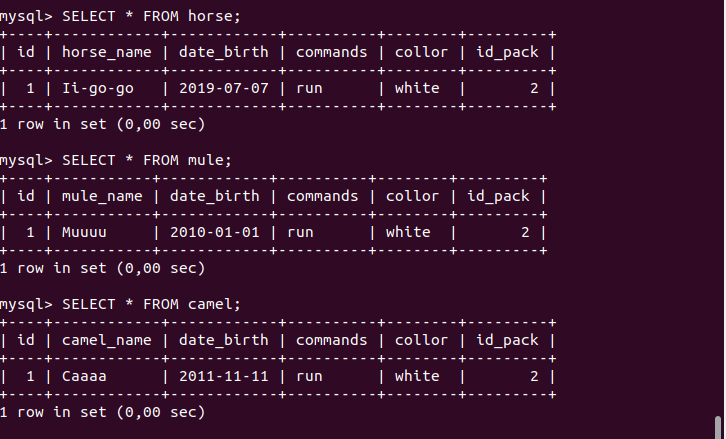 mysql> SELECT * FROM horse;
+----+------------+------------+----------+--------+---------+
| id | horse_name | date_birth | commands | collor | id_pack |
+----+------------+------------+----------+--------+---------+
|  1 | Ii-go-go   | 2019-07-07 | run      | white  |       2 |
+----+------------+------------+----------+--------+---------+
1 row in set (0,00 sec)
mysql> SELECT * FROM mule;
+----+-----------+------------+----------+--------+---------+
| id | mule_name | date_birth | commands | collor | id_pack |
+----+-----------+------------+----------+--------+---------+
|  1 | Muuuu     | 2010-01-01 | run      | white  |       2 |
+----+-----------+------------+----------+--------+---------+
1 row in set (0,00 sec)
mysql> SELECT * FROM camel;
+----+------------+------------+----------+--------+---------+
| id | camel_name | date_birth | commands | collor | id_pack |
+----+------------+------------+----------+--------+---------+
|  1 | Caaaa      | 2011-11-11 | run      | white  |       2 |
+----+------------+------------+----------+--------+---------+
1 row in set (0,00 sec)